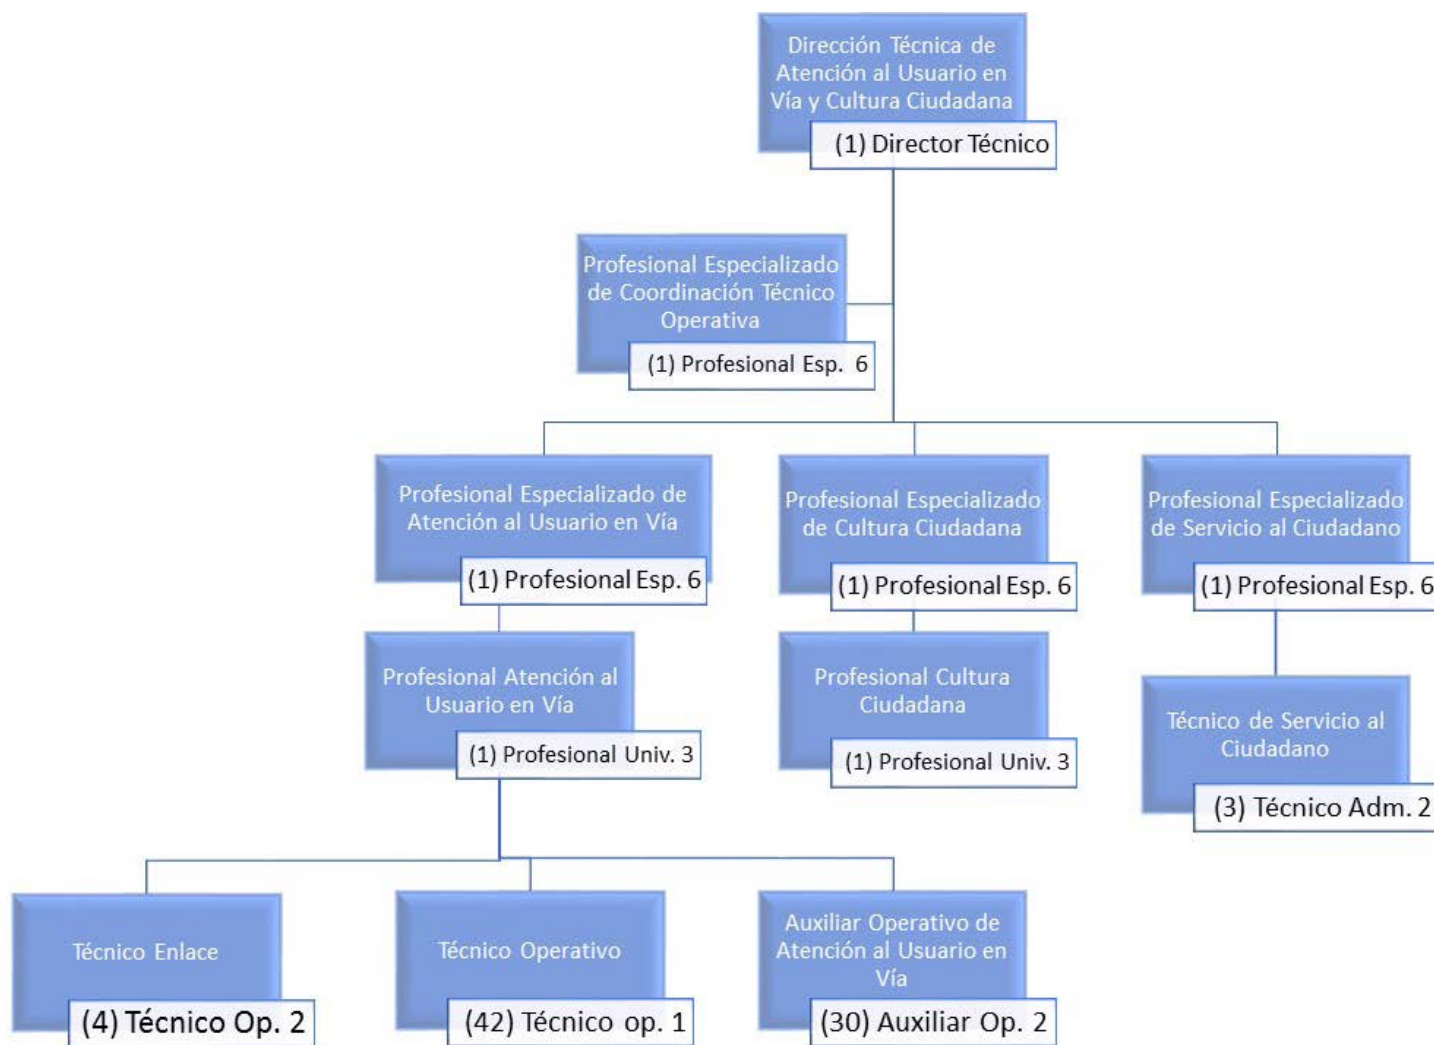 Dirección Técnica de
Atención al Usuario en
Vía y Cultura Ciudadana
(1) Director Técnico
Profesional Especializado
de Coordinación Técnico
Operativa
(1) Profesional Esp. 6
Profesional Especializado de
Atención al Usuario en Vía
(1) Profesional Esp. 6
Profesional Especializado
de Cultura Ciudadana
(1) Profesional Esp. 6
Profesional Especializado
de Servicio al Ciudadano
(1) Profesional Esp. 6
Profesional Atención al
Usuario en Vía
(1) Profesional Univ. 3
Profesional Cultura
Ciudadana
(1) Profesional Univ. 3
Técnico de Servicio al
Ciudadano
(3) Técnico Adm. 2
Técnico Enlace
(4) Técnico Op. 2
Técnico Operativo
(42) Técnico op. 1
Auxiliar Operativo de
Atención al Usuario en
Vía
(30) Auxiliar Op. 2